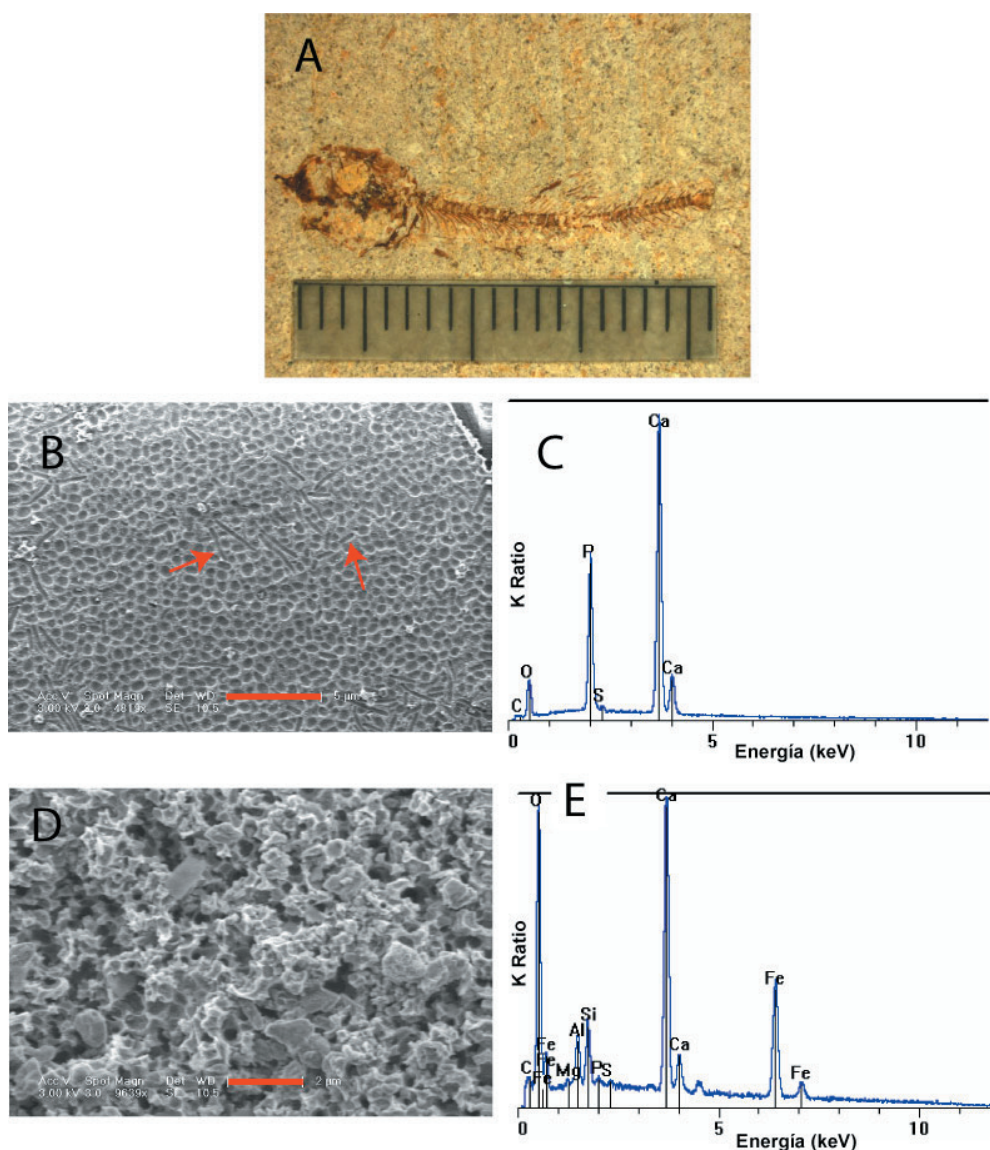 A
B
Acc.V Spot Magn Det WD 5 µm
3.00 kV 3.0 4819x SE 10.5
C
K Ratio
C
O
P
S
Ca
Ca
0 5 10
Energía (keV)
D
Acc.V Spot Magn Det WD 2 µm
3.00 kV 3.0 9639x SE 10.5
E
K Ratio
C
O
Fe
Fe
Fe
Mg
Al
Si
P
S
Ca
Ca
Fe
Fe
0 5 10
Energía (keV)